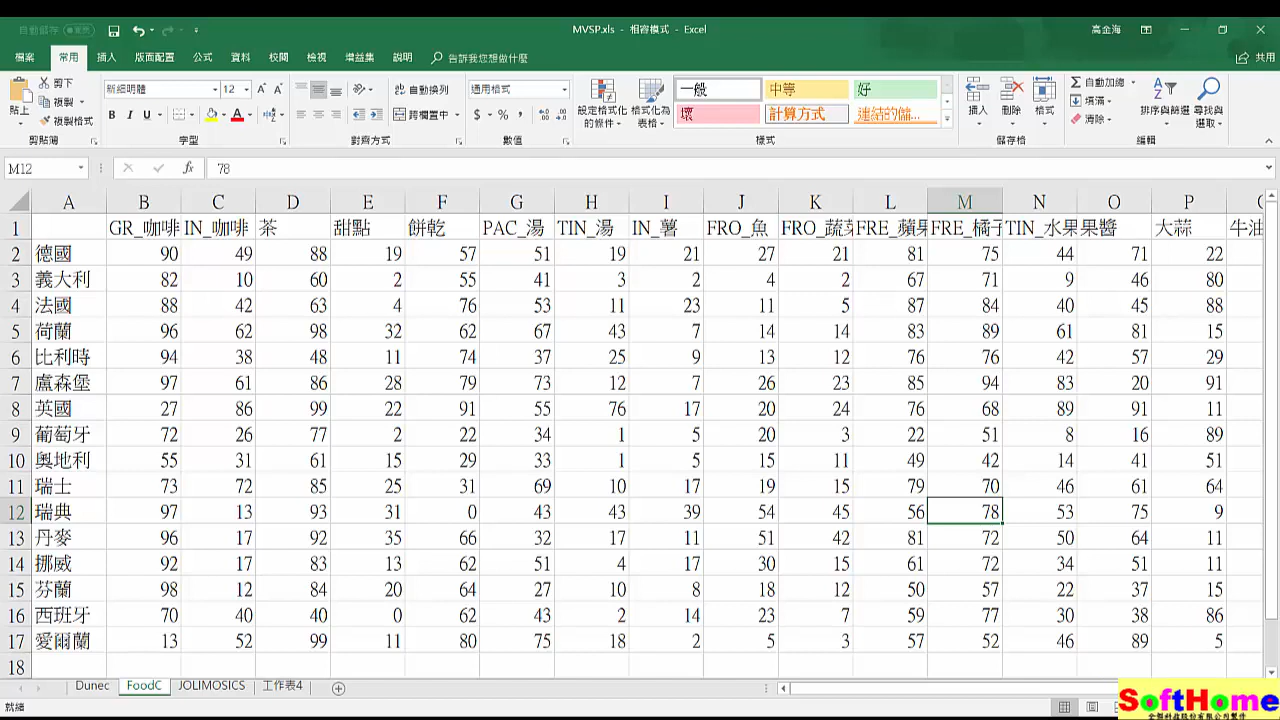 自動儲存 MVSP.xls - 相容模式 - Excel 高金海
檔案 常用 插入 版面配置 公式 資料 校閱 檢視 增益集 說明 告訴我您想做什麼 共用
貼上 剪下 複製 複製格式 剪貼簿
新細明體 12 B I U A 字型
自動換列 跨欄置中 對齊方式
通用格式 $ % , 數值
設定格式化的條件 格式化為表格 一般 中等 好 壞 計算方式 連結的儲... 樣式
插入 刪除 格式 儲存格
自動加總 填滿 清除 排序與篩選 尋找與選取 編輯
M12 fx 78
A B C D E F G H I J K L M N O P
1 GR_咖啡 IN_咖啡 茶 甜點 餅乾 PAC_湯 TIN_湯 IN_薯 FRO_魚 FRO_蔬菜 FRE_蘋果 FRE_橘子 TIN_水果 果醬 大蒜 牛油
2 德國 90 49 88 19 57 51 19 21 27 21 81 75 44 71 22
3 義大利 82 10 60 2 55 41 3 2 4 2 67 71 9 46 80
4 法國 88 42 63 4 76 53 11 23 11 5 87 84 40 45 88
5 荷蘭 96 62 98 32 62 67 43 7 14 14 83 89 61 81 15
6 比利時 94 38 48 11 74 37 25 9 13 12 76 76 42 57 29
7 盧森堡 97 61 86 28 79 73 12 7 26 23 85 94 83 20 91
8 英國 27 86 99 22 91 55 76 17 20 24 76 68 89 91 11
9 葡萄牙 72 26 77 2 22 34 1 5 20 3 22 51 8 16 89
10 奧地利 55 31 61 15 29 33 1 5 15 11 49 42 14 41 51
11 瑞士 73 72 85 25 31 69 10 17 19 15 79 70 46 61 64
12 瑞典 97 13 93 31 0 43 43 39 54 45 56 78 53 75 9
13 丹麥 96 17 92 35 66 32 17 11 51 42 81 72 50 64 11
14 挪威 92 17 83 13 62 51 4 17 30 15 61 72 34 51 11
15 芬蘭 98 12 84 20 64 27 10 8 18 12 50 57 22 37 15
16 西班牙 70 40 40 0 62 43 2 14 23 7 59 77 30 38 86
17 愛爾蘭 13 52 99 11 80 75 18 2 5 3 57 52 46 89 5
18
Dunec FoodC JOLIMOSICS 工作表4
就緒
SoftHome